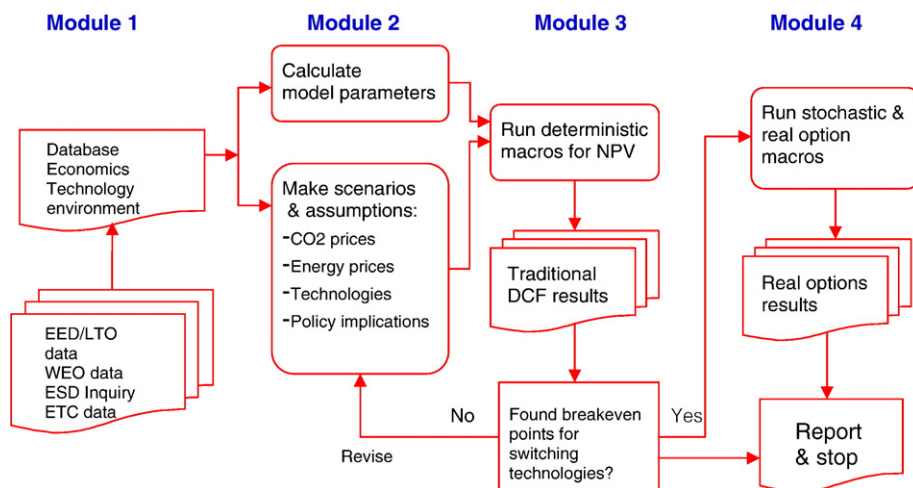 Module 1
Module 2
Module 3
Module 4
Database
Economics
Technology
environment
EED/LTO
data
WEO data
ESD Inquiry
ETC data
Calculate
model parameters
Make scenarios
& assumptions:
-CO2 prices
-Energy prices
-Technologies
-Policy implications
No
Revise
Run deterministic
macros for NPV
Traditional
DCF results
Found breakeven
points for
switching
technologies?
Yes
Run stochastic &
real option
macros
Real options
results
Report
& stop